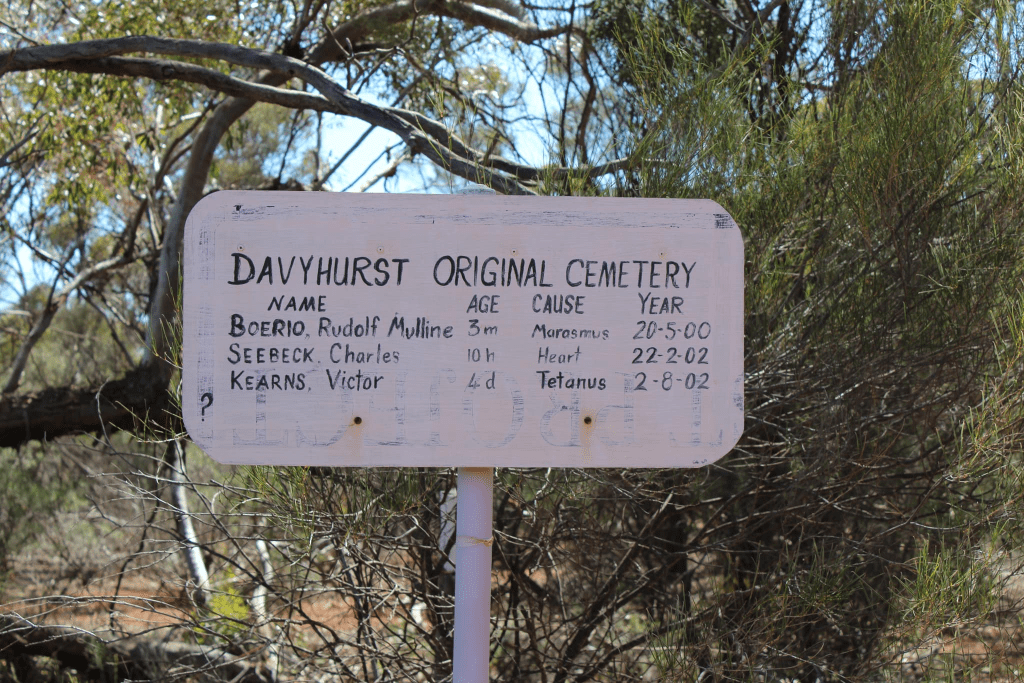 DAVYHURST ORIGINAL CEMETERY
NAME AGE CAUSE YEAR
BOERIO, Rudolf Mulline 3m Marasmus 20-5-00
SEEBECK, Charles 10h Heart 22-2-02
KEARNS, Victor 4d Tetanus 2-8-02
?